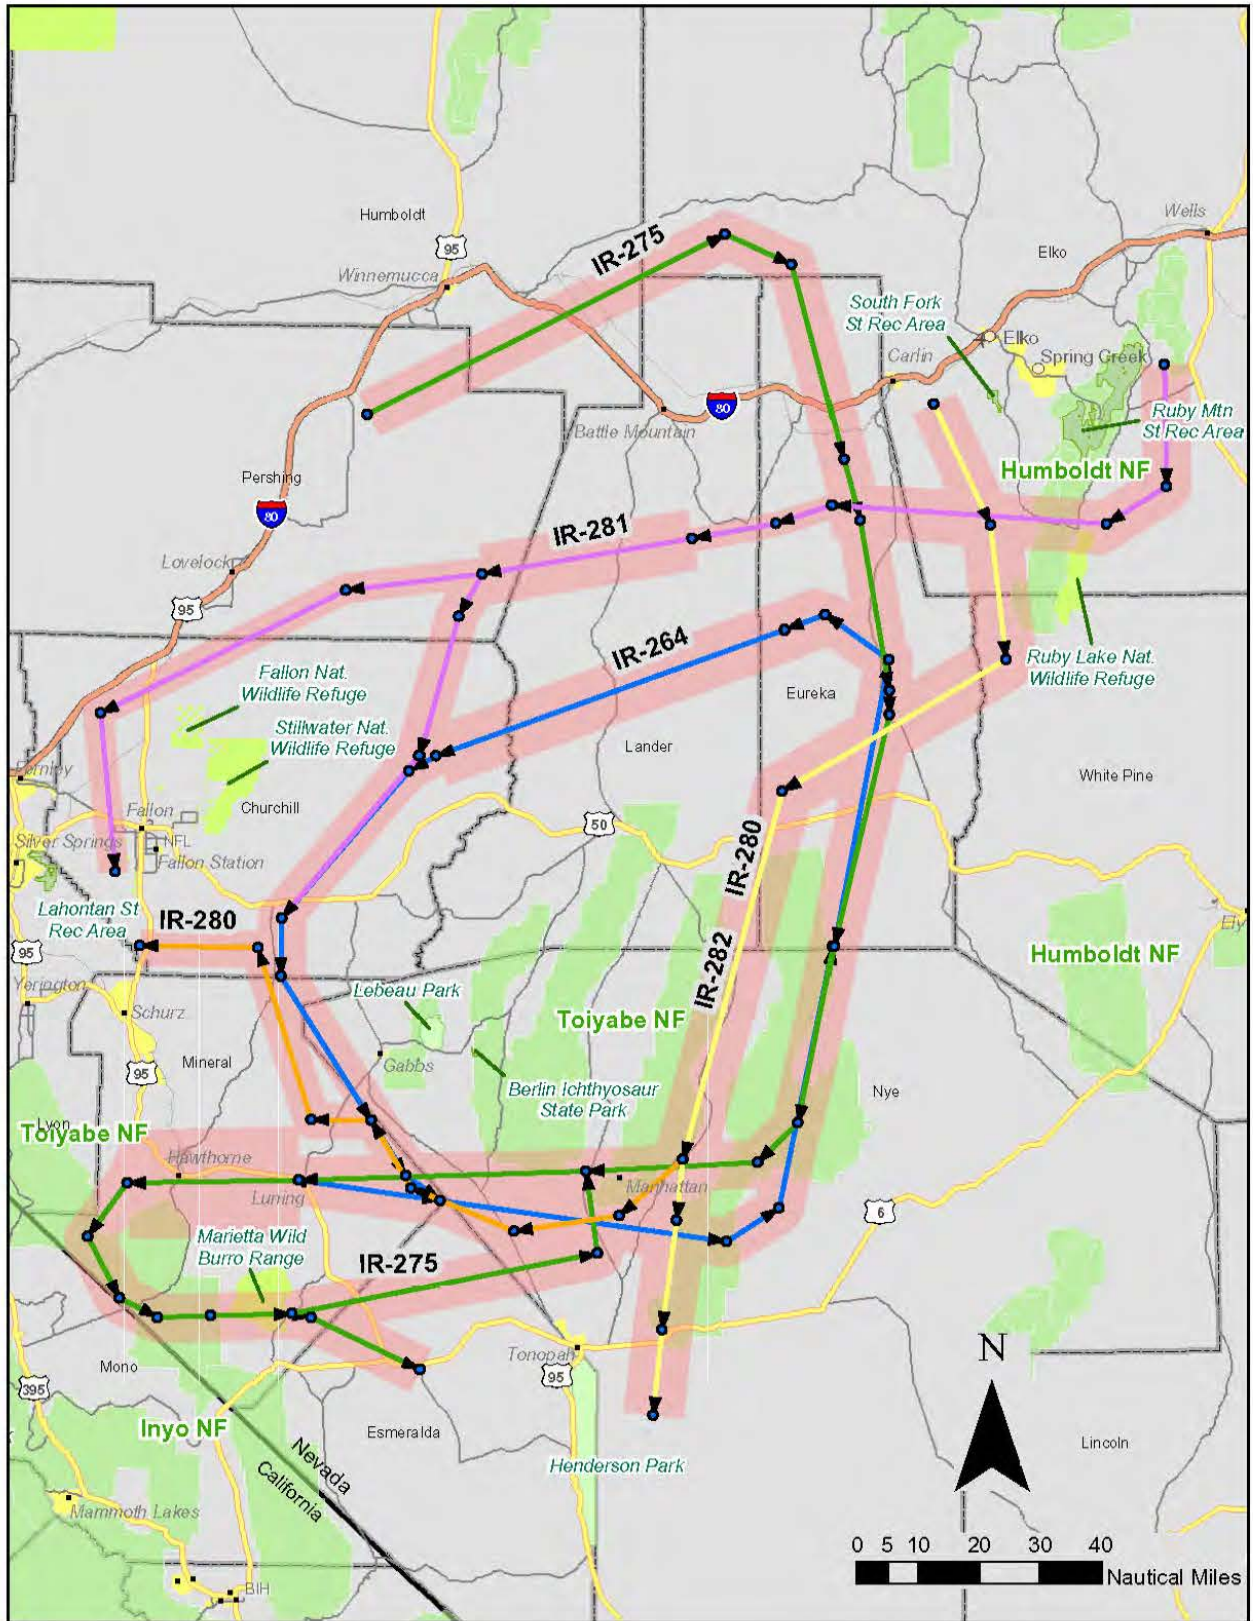 Wells
Humboldt
IR-275
95
Elko
Winnemucca
South Fork
St Rec Area
Elko
Carlin
Spring Creek
80
Ruby Mtn
St Rec Area
Battle Mountain
Humboldt NF
Pershing
80
IR-281
Lovelock
95
IR-264
Ruby Lake Nat.
Wildlife Refuge
Fallon Nat.
Wildlife Refuge
Eureka
Stillwater Nat.
Wildlife Refuge
Lander
Fernley
White Pine
Churchill
Fallon
50
Silver Springs
NFL
Fallon Station
IR-280
Lahontan St
Rec Area
IR-280
Ely
95
Humboldt NF
IR-282
Yerington
Lebeau Park
Schurz
Toiyabe NF
Mineral
Gabbs
95
Berlin Ichthyosaur
State Park
Nye
Lyon
Toiyabe NF
Hawthorne
Manhattan
Luning
6
Marietta Wild
Burro Range
IR-275
N
Tonopah
Mono
95
395
Inyo NF
Esmeralda
Lincoln
Nevada
California
Henderson Park
Mammoth Lakes
0 5 10 20 30 40
Nautical Miles
BIH